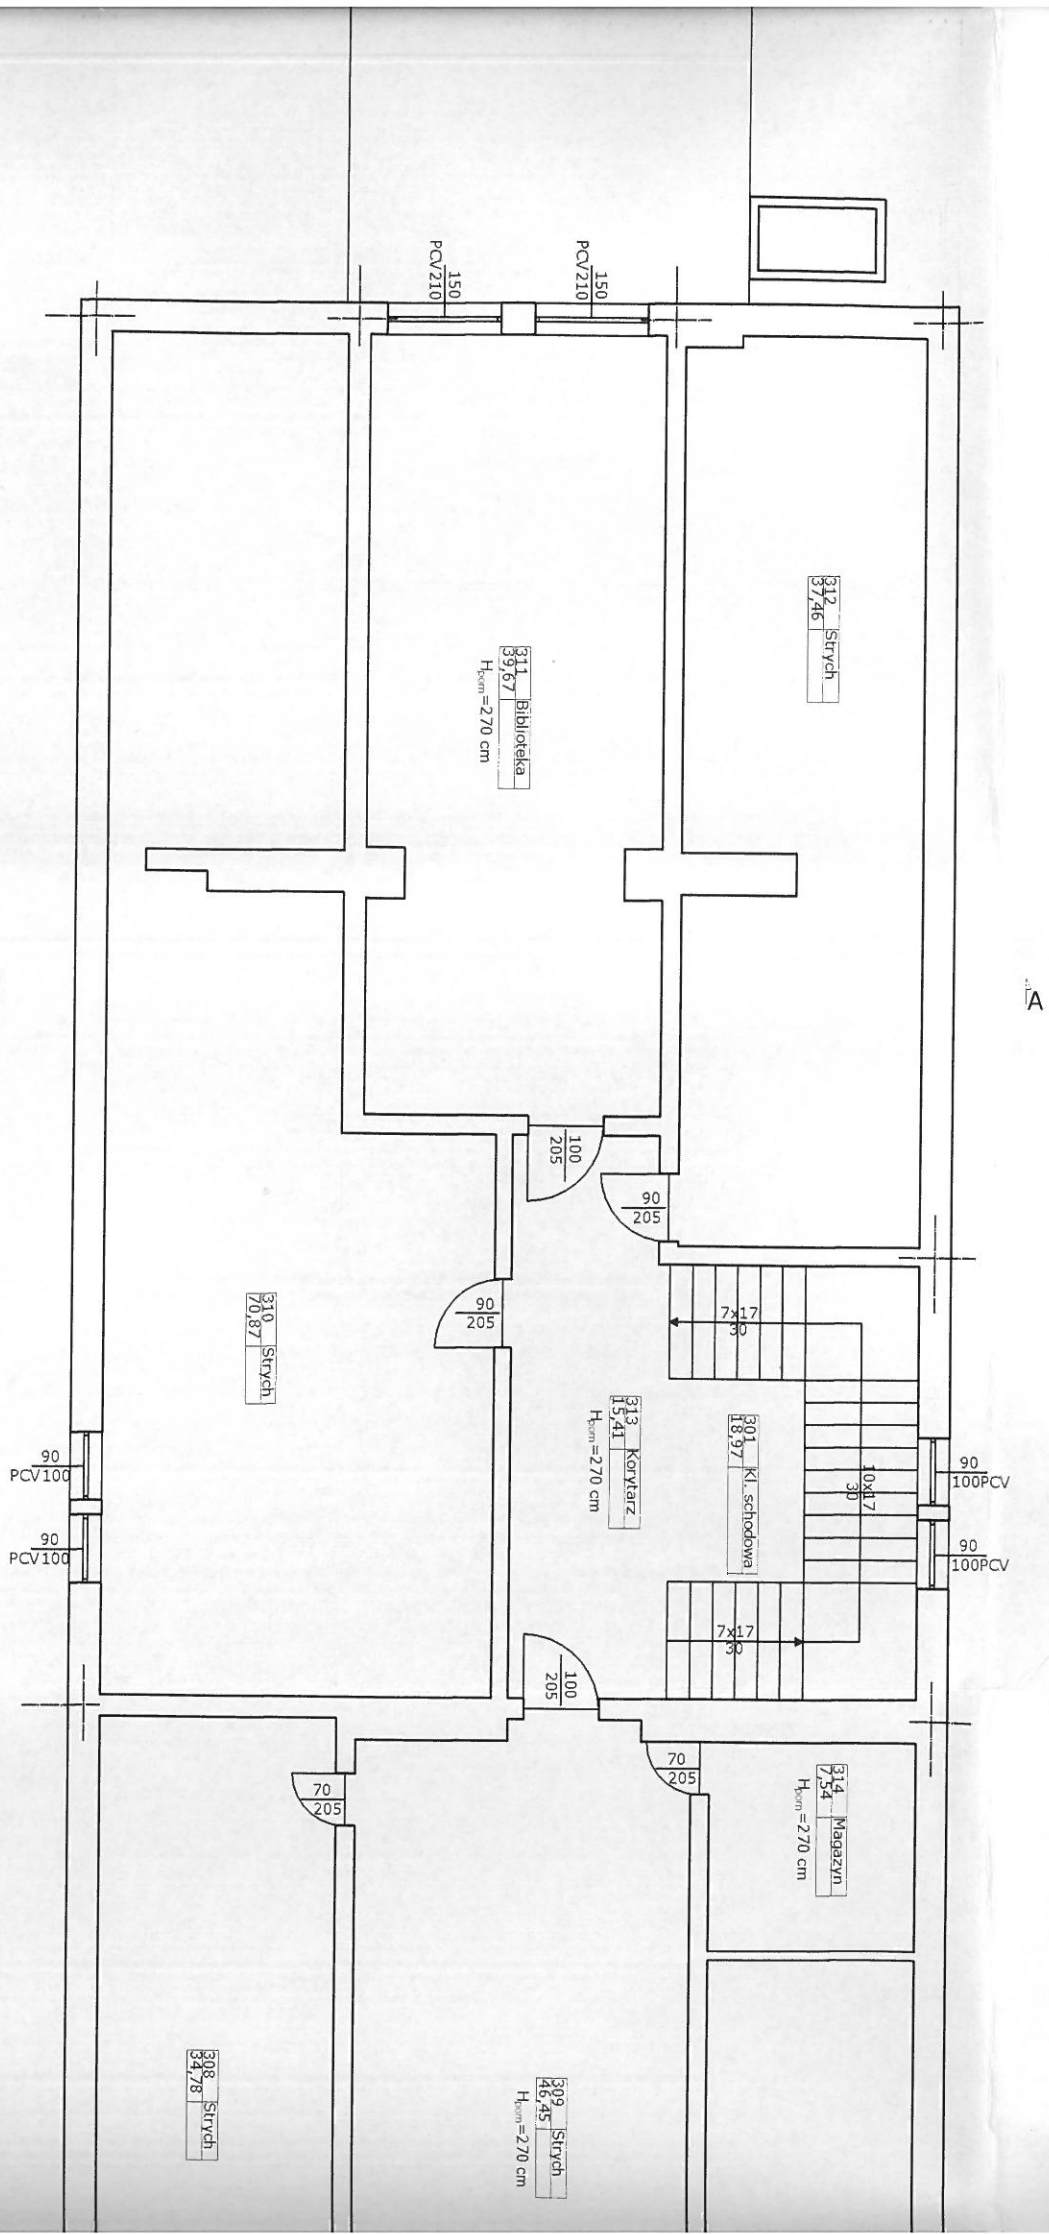 150
PCV210
150
PCV210
312 Strych
37,46
311 Biblioteka
39,67
Hpom=270 cm
A
100
205
90
205
90
205
7x17
30
310 Strych
70,87
313 Korytarz
15,41
Hpom=270 cm
301 Kl. schodowa
18,97
10x17
30
90
PCV100
90
PCV100
90
100PCV
90
100PCV
7x17
30
100
205
70
205
70
205
314 Magazyn
7,54
Hpom=270 cm
308 Strych
34,78
309 Strych
46,45
Hpom=270 cm